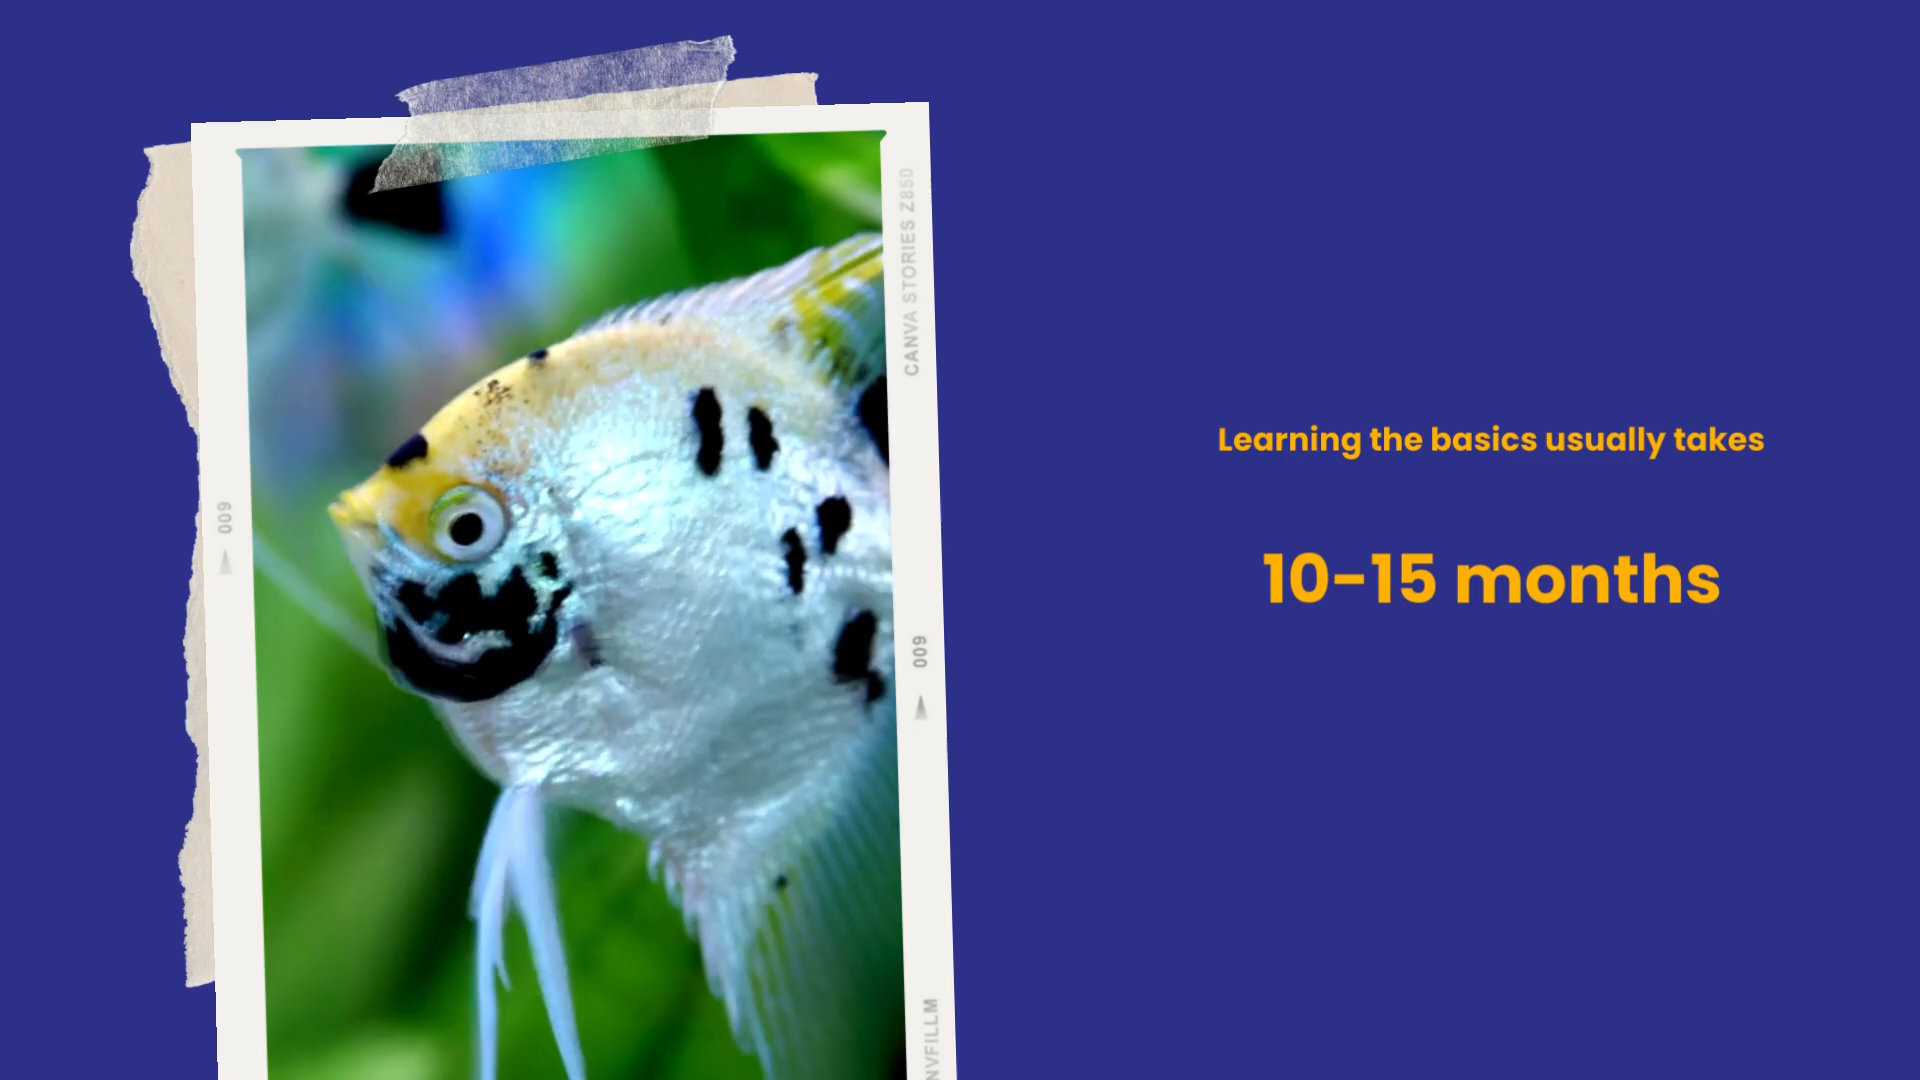 CANVA STORIES Z850
009
009
NVFILLM
Learning the basics usually takes
10-15 months